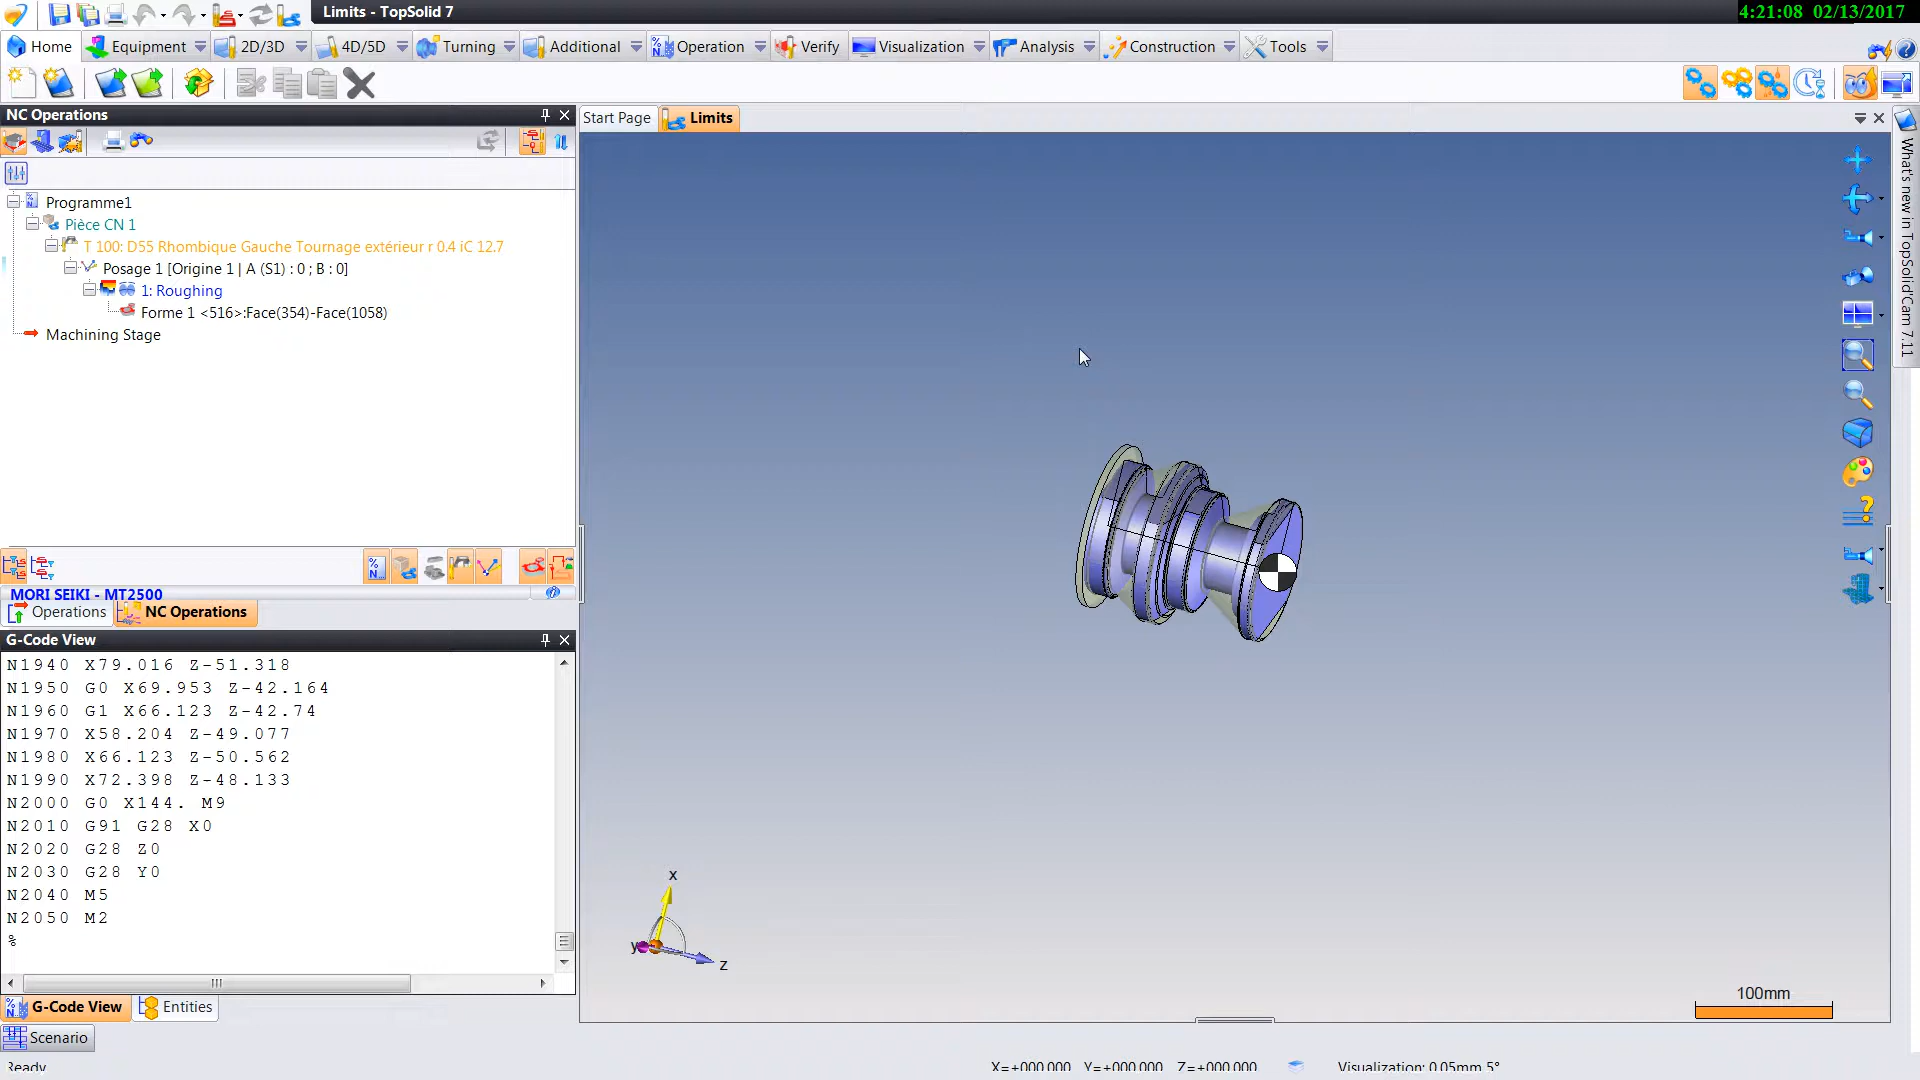 Limits - TopSolid 7
4:21:08 02/13/2017
Home Equipment 2D/3D 4D/5D Turning Additional Operation Verify Visualization Analysis Construction Tools
NC Operations
Start Page Limits
What's new in TopSolid'Cam 7.11
Programme1
Pièce CN 1
T 100: D55 Rhombique Gauche Tournage extérieur r 0.4 iC 12.7
Posage 1 [Origine 1 | A (S1) : 0 ; B : 0]
1: Roughing
Forme 1 <516>:Face(354)-Face(1058)
Machining Stage
MORI SEIKI - MT2500
Operations NC Operations
G-Code View
N1940 X79.016 Z-51.318
N1950 G0 X69.953 Z-42.164
N1960 G1 X66.123 Z-42.74
N1970 X58.204 Z-49.077
N1980 X66.123 Z-50.562
N1990 X72.398 Z-48.133
N2000 G0 X144. M9
N2010 G91 G28 X0
N2020 G28 Z0
N2030 G28 Y0
N2040 M5
N2050 M2
%
x
y
z
100mm
G-Code View Entities
Scenario
Ready
X=+000.000 Y=+000.000 Z=+000.000 Visualization: 0.05mm 5°